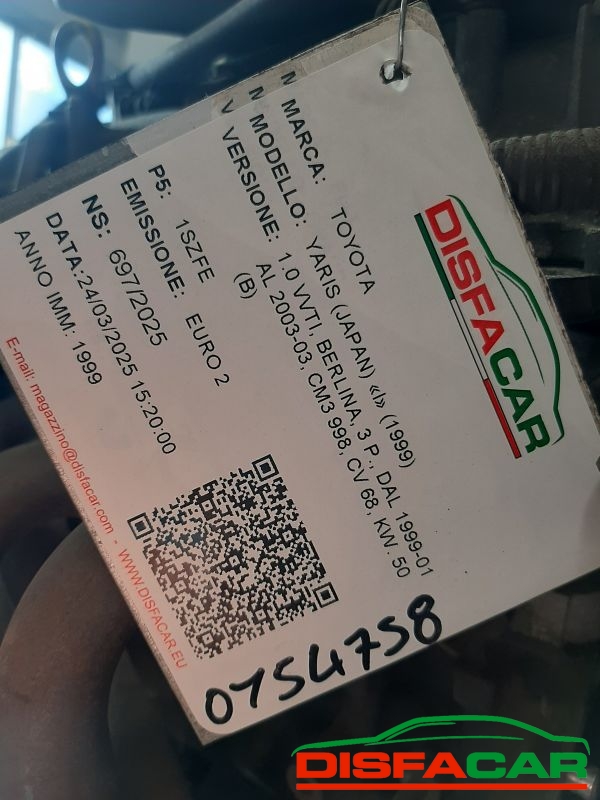 DISFACAR
MARCA: TOYOTA
MODELLO: YARIS (JAPAN) «I» (1999)
VERSIONE: 1.0 VVTI, BERLINA, 3 P., DAL 1999-01
AL 2003-03, CM3 998, CV 68, KW. 50
(B)
P5: 1SZFE
EMISSIONE: EURO 2
NS: 697/2025
DATA:24/03/2025 15:20:00
ANNO IMM: 1999
E-mail: magazzino@disfacar.com - WWW.DISFACAR.EU
0754758
M
M
V
DISFACAR